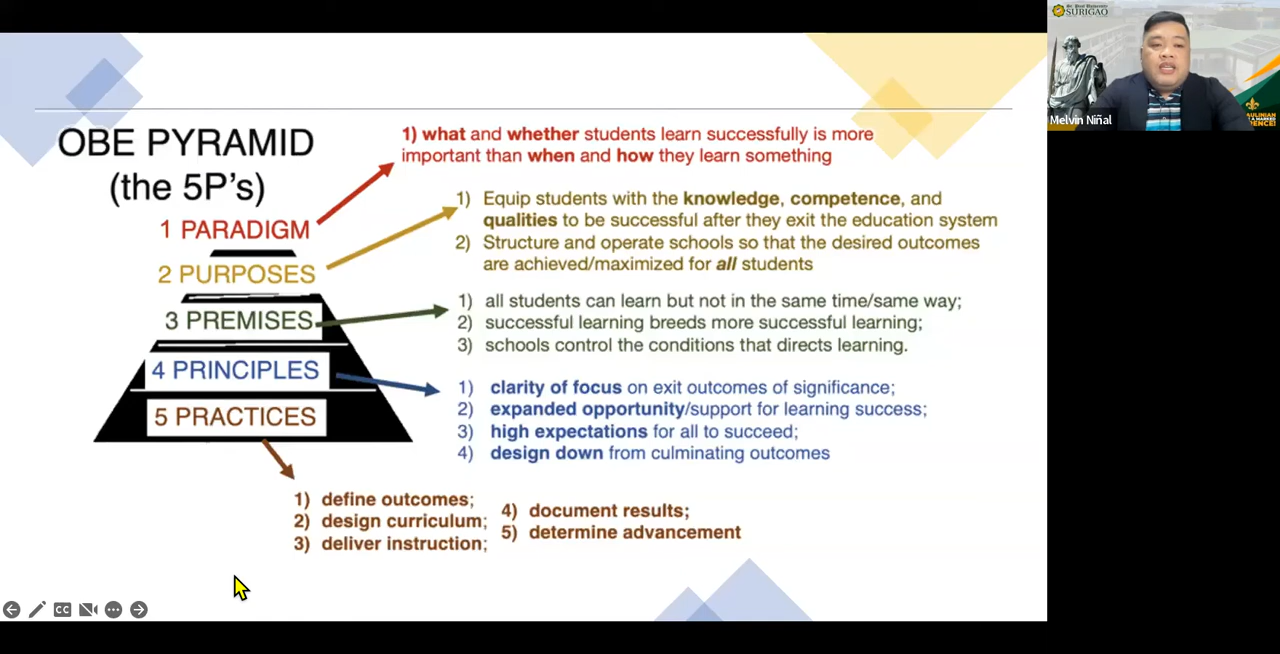 OBE PYRAMID
(the 5P's)
1 PARADIGM
2 PURPOSES
3 PREMISES
4 PRINCIPLES
5 PRACTICES
1) what and whether students learn successfully is more
important than when and how they learn something
1) Equip students with the knowledge, competence, and
qualities to be successful after they exit the education system
2) Structure and operate schools so that the desired outcomes
are achieved/maximized for all students
1) all students can learn but not in the same time/same way;
2) successful learning breeds more successful learning;
3) schools control the conditions that directs learning.
1) clarity of focus on exit outcomes of significance;
2) expanded opportunity/support for learning success;
3) high expectations for all to succeed;
4) design down from culminating outcomes
1) define outcomes;
2) design curriculum;
3) deliver instruction;
4) document results;
5) determine advancement
CC
St. Paul University
SURIGAO
Melvin Niñal